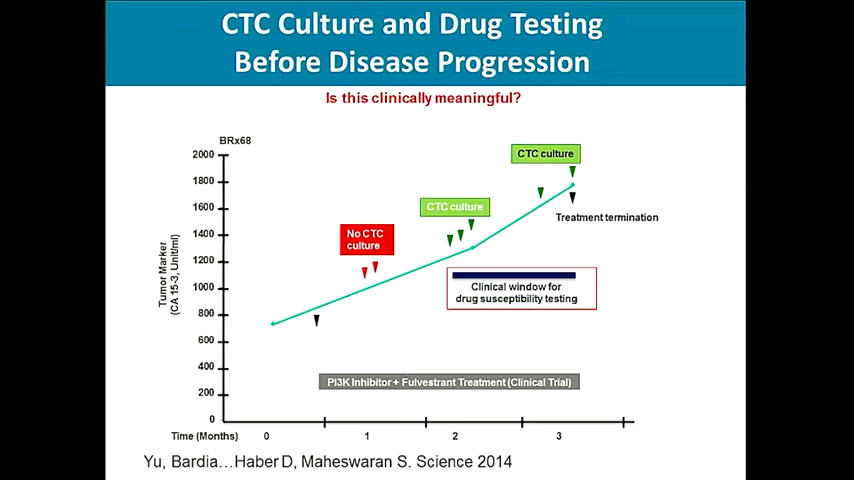 CTC Culture and Drug Testing
Before Disease Progression
Is this clinically meaningful?
BRx68
2000
1800
1600
1400
1200
1000
800
600
400
200
0
Tumor Marker
(CA 15-3, Unit/ml)
No CTC
culture
CTC culture
CTC culture
Treatment termination
Clinical window for
drug susceptibility testing
PI3K Inhibitor + Fulvestrant Treatment (Clinical Trial)
Time (Months) 0 1 2 3
Yu, Bardia...Haber D, Maheswaran S. Science 2014